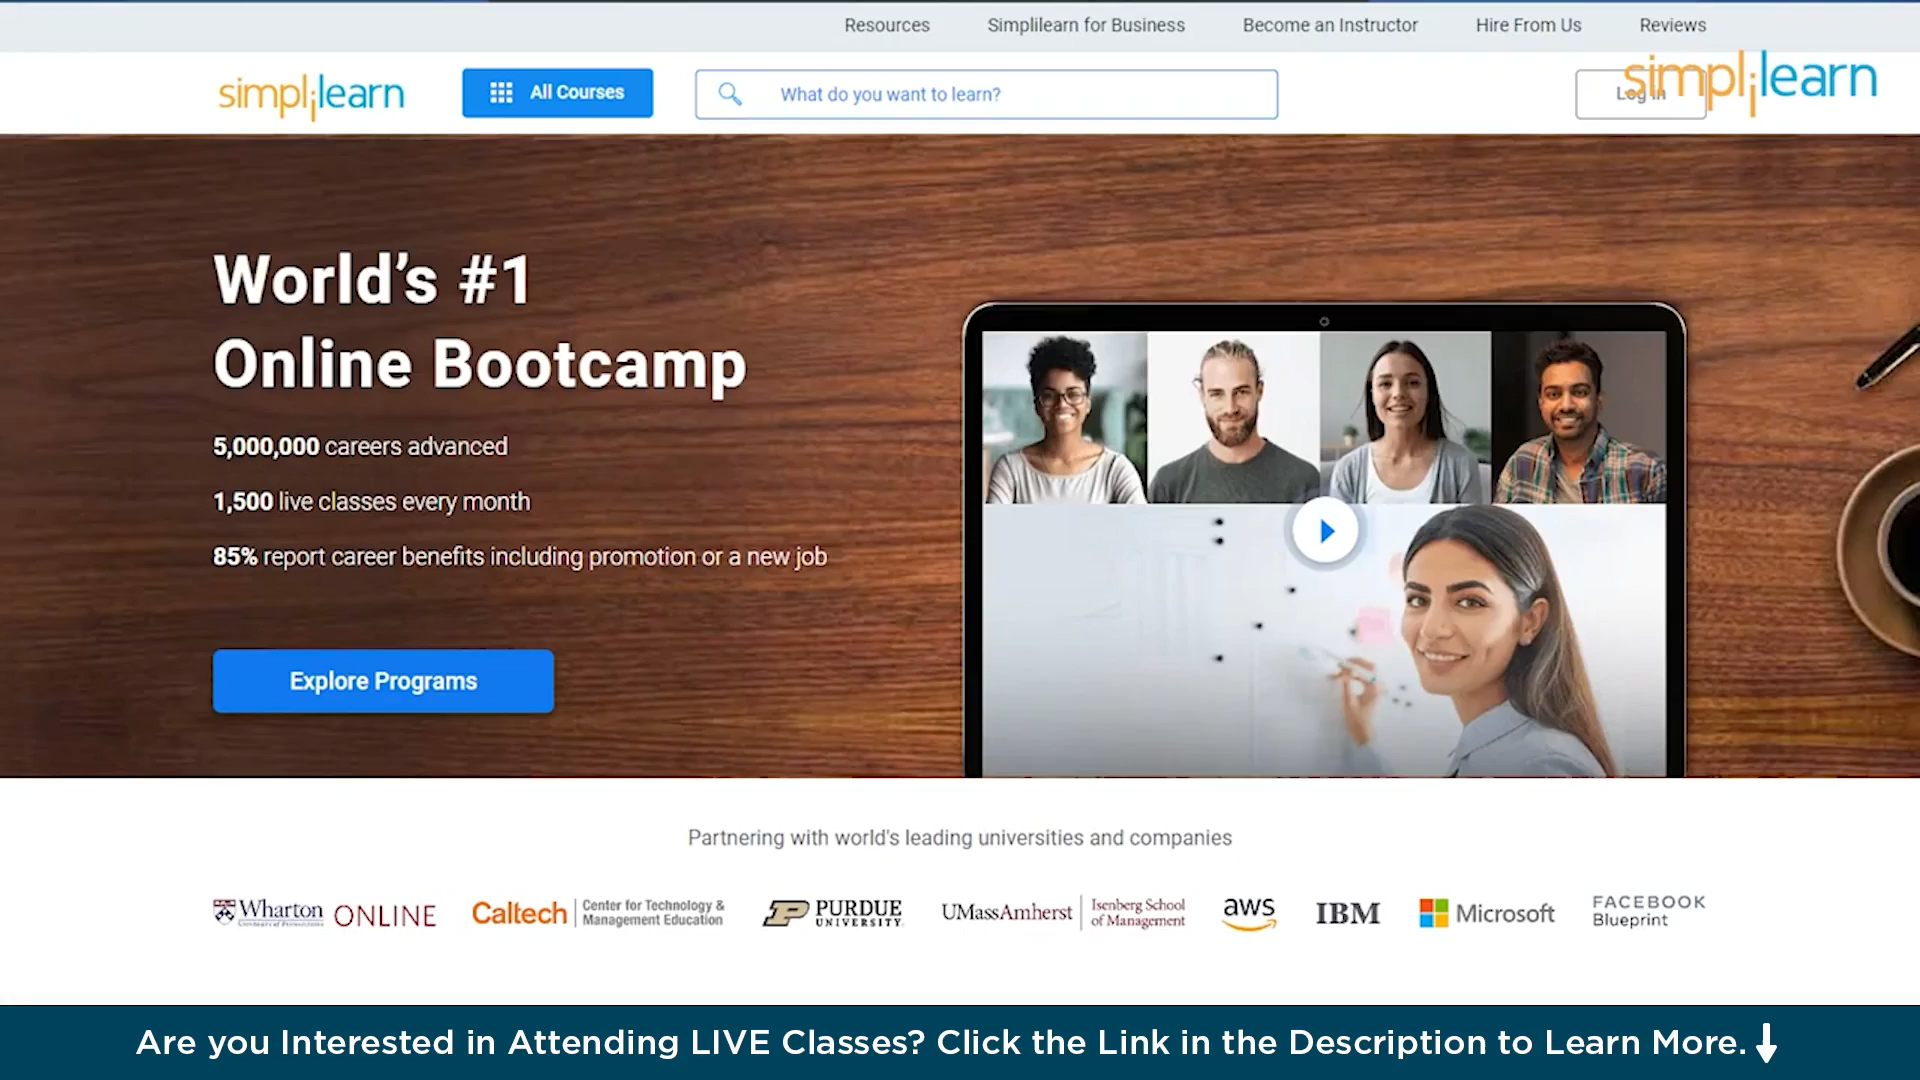 Resources Simplilearn for Business Become an Instructor Hire From Us Reviews
simplilearn All Courses What do you want to learn? Log in simplilearn
World's #1
Online Bootcamp
5,000,000 careers advanced
1,500 live classes every month
85% report career benefits including promotion or a new job
Explore Programs
Partnering with world's leading universities and companies
Wharton ONLINE Caltech Center for Technology & Management Education PURDUE UNIVERSITY UMassAmherst Isenberg School of Management aws IBM Microsoft FACEBOOK Blueprint
Are you Interested in Attending LIVE Classes? Click the Link in the Description to Learn More.